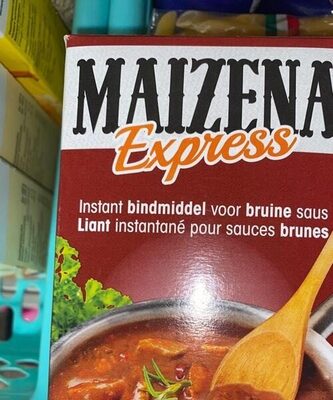 MAIZENA
Express
Instant bindmiddel voor bruine saus
Liant instantané pour sauces brunes